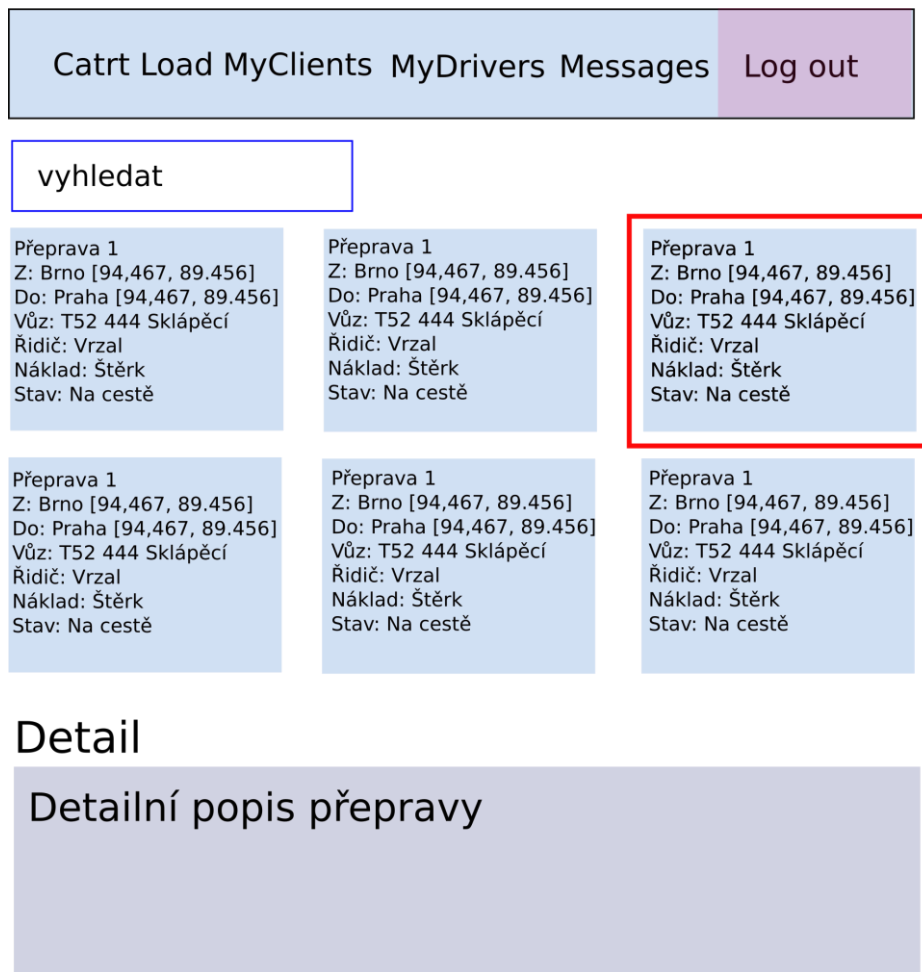 Catrt Load MyClients MyDrivers Messages Log out
vyhledat
Přeprava 1
Z: Brno [94,467, 89.456]
Do: Praha [94,467, 89.456]
Vůz: T52 444 Sklápěcí
Řidič: Vrzal
Náklad: Štěrk
Stav: Na cestě
Přeprava 1
Z: Brno [94,467, 89.456]
Do: Praha [94,467, 89.456]
Vůz: T52 444 Sklápěcí
Řidič: Vrzal
Náklad: Štěrk
Stav: Na cestě
Přeprava 1
Z: Brno [94,467, 89.456]
Do: Praha [94,467, 89.456]
Vůz: T52 444 Sklápěcí
Řidič: Vrzal
Náklad: Štěrk
Stav: Na cestě
Přeprava 1
Z: Brno [94,467, 89.456]
Do: Praha [94,467, 89.456]
Vůz: T52 444 Sklápěcí
Řidič: Vrzal
Náklad: Štěrk
Stav: Na cestě
Přeprava 1
Z: Brno [94,467, 89.456]
Do: Praha [94,467, 89.456]
Vůz: T52 444 Sklápěcí
Řidič: Vrzal
Náklad: Štěrk
Stav: Na cestě
Přeprava 1
Z: Brno [94,467, 89.456]
Do: Praha [94,467, 89.456]
Vůz: T52 444 Sklápěcí
Řidič: Vrzal
Náklad: Štěrk
Stav: Na cestě
Detail
Detailní popis přepravy